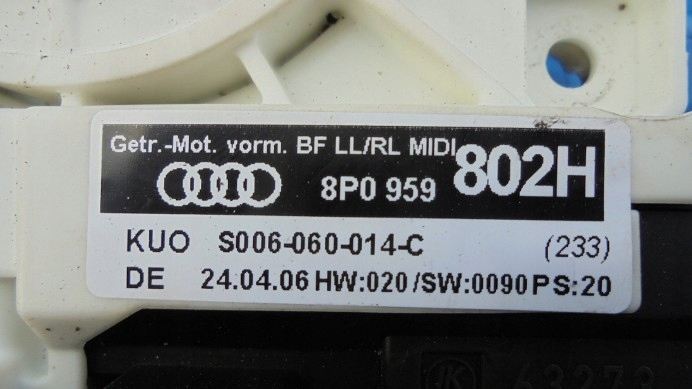 Getr.-Mot. vorm. BF LL/RL MIDI
8P0 959 802H
KUO S006-060-014-C (233)
DE 24.04.06 HW:020/SW:0090 PS:20